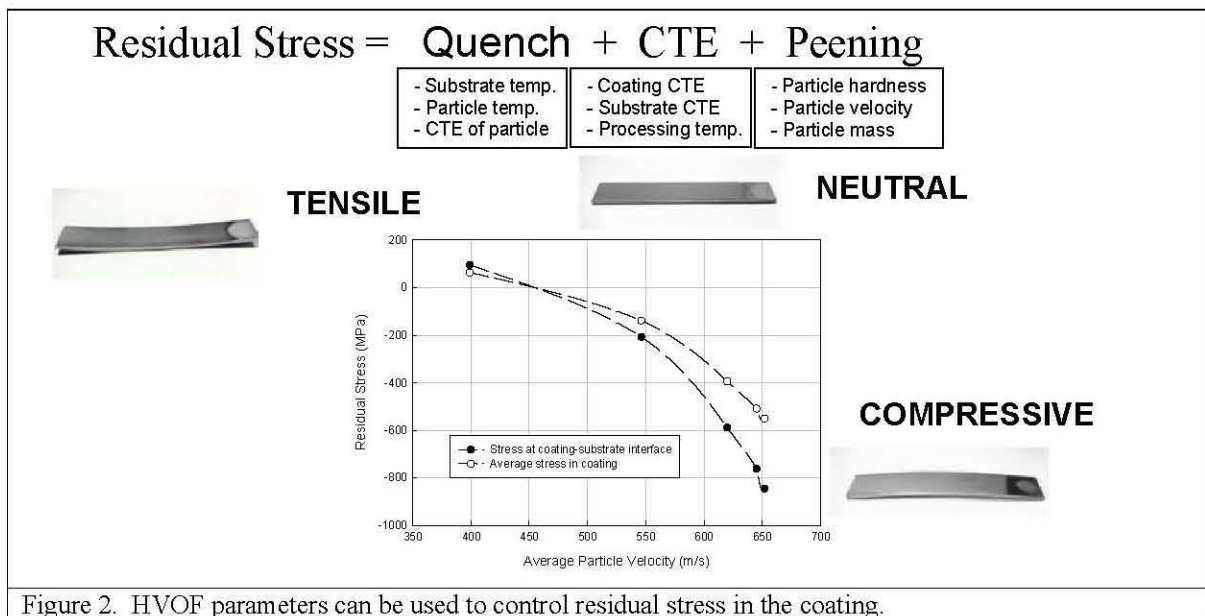 Residual Stress = Quench + CTE + Peening
- Substrate temp.
- Particle temp.
- CTE of particle
- Coating CTE
- Substrate CTE
- Processing temp.
- Particle hardness
- Particle velocity
- Particle mass
TENSILE
NEUTRAL
COMPRESSIVE
Residual Stress (MPa)
200
0
-200
-400
-600
-800
-1000
Stress at coating-substrate interface
Average stress in coating
350 400 450 500 550 600 650 700
Average Particle Velocity (m/s)
Figure 2. HVOF parameters can be used to control residual stress in the coating.